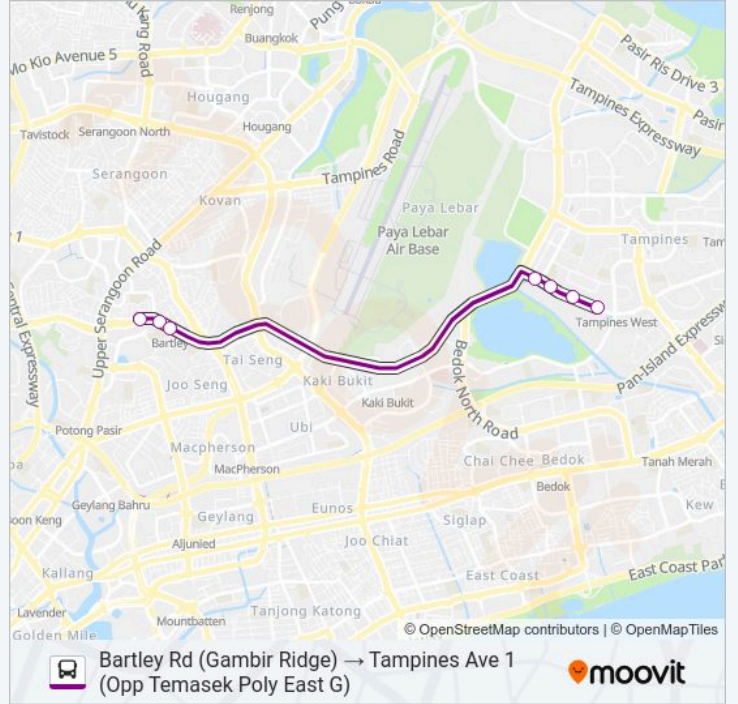 Renjong
Pung
Kang Road
Buangkok
Mo Kio Avenue 5
Pasir Ris Drive 3
Tampines Expressway
Pasir
Hougang
Hougang
Tavistock
Serangoon North
Serangoon
Tampines Road
Kovan
Paya Lebar
Paya Lebar
Air Base
1
Tampines
Tam
Upper Serangoon Road
Central Expressway
Tampines West
Bartley
Tai Seng
Joo Seng
Kaki Bukit
Kaki Bukit
Bedok North Road
Pan-Island Expressw
Potong Pasir
Ubi
Macpherson
MacPherson
Chai Chee
Bedok
Tanah Merah
Bedok
Geylang Bahru
Eunos
Kew
oon Keng
Geylang
Siglap
Aljunied
Joo Chiat
Kallang
East Coast
East Coast Par
Lavender
Tanjong Katong
Mountbatten
Golden Mile
© OpenStreetMap contributors | © OpenMapTiles
Bartley Rd (Gambir Ridge) → Tampines Ave 1
(Opp Temasek Poly East G)
moovit